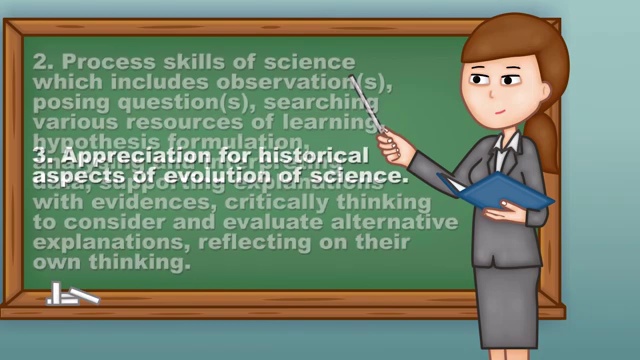 2. Process skills of science
which includes observation(s),
posing question(s), searching
various resources of learning,
hypothesis formulation
data, supporting explanations
with evidences, critically thinking
to consider and evaluate alternative
explanations, reflecting on their
own thinking.
3. Appreciation for historical
aspects of evolution of science.